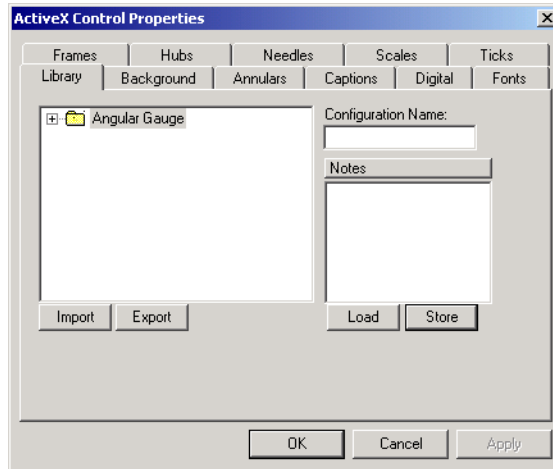 ActiveX Control Properties
Frames Hubs Needles Scales Ticks
Library Background Annulars Captions Digital Fonts
Angular Gauge
Configuration Name:
Notes
Import Export Load Store
OK Cancel Apply